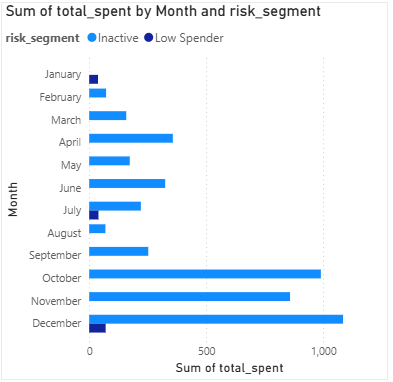 Sum of total_spent by Month and risk_segment
risk_segment Inactive Low Spender
January
February
March
April
May
June
July
August
September
October
November
December
Month
0 500 1,000
Sum of total_spent